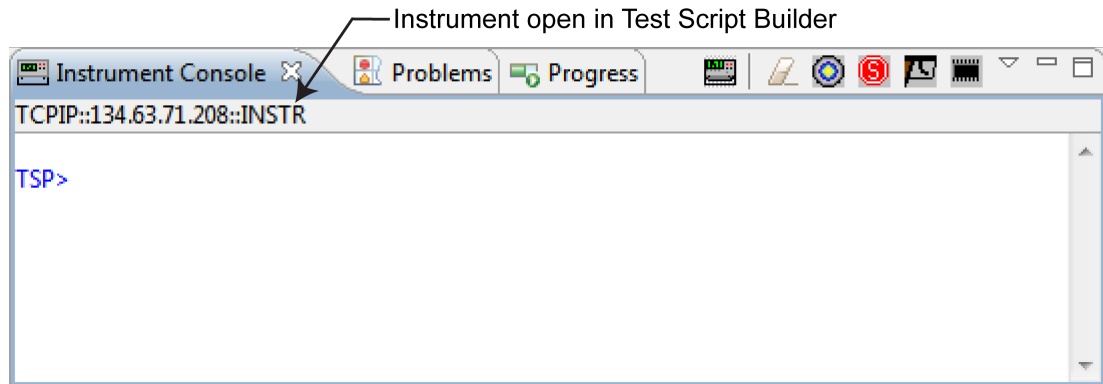 Instrument open in Test Script Builder
Instrument Console Problems Progress
TCPIP::134.63.71.208::INSTR
TSP>